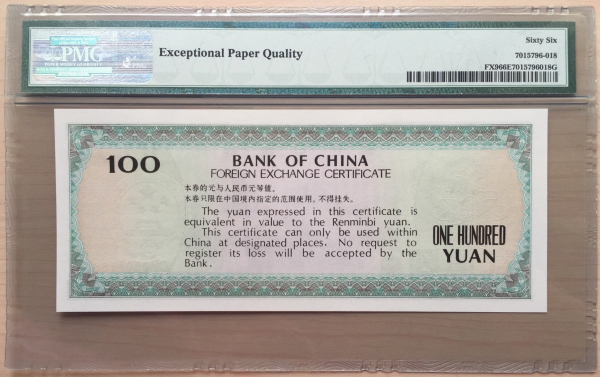 PMG
PAPER MONEY GUARANTY
Exceptional Paper Quality
Sixty Six
7015796-018
FX966E7015796018G
100
BANK OF CHINA
FOREIGN EXCHANGE CERTIFICATE
本券的元与人民币元等值。
本券只限在中国境内指定的范围使用，不得挂失。
The yuan expressed in this certificate is
equivalent in value to the Renminbi yuan.
This certificate can only be used within
China at designated places. No request to
register its loss will be accepted by the
Bank.
ONE HUNDRED
YUAN